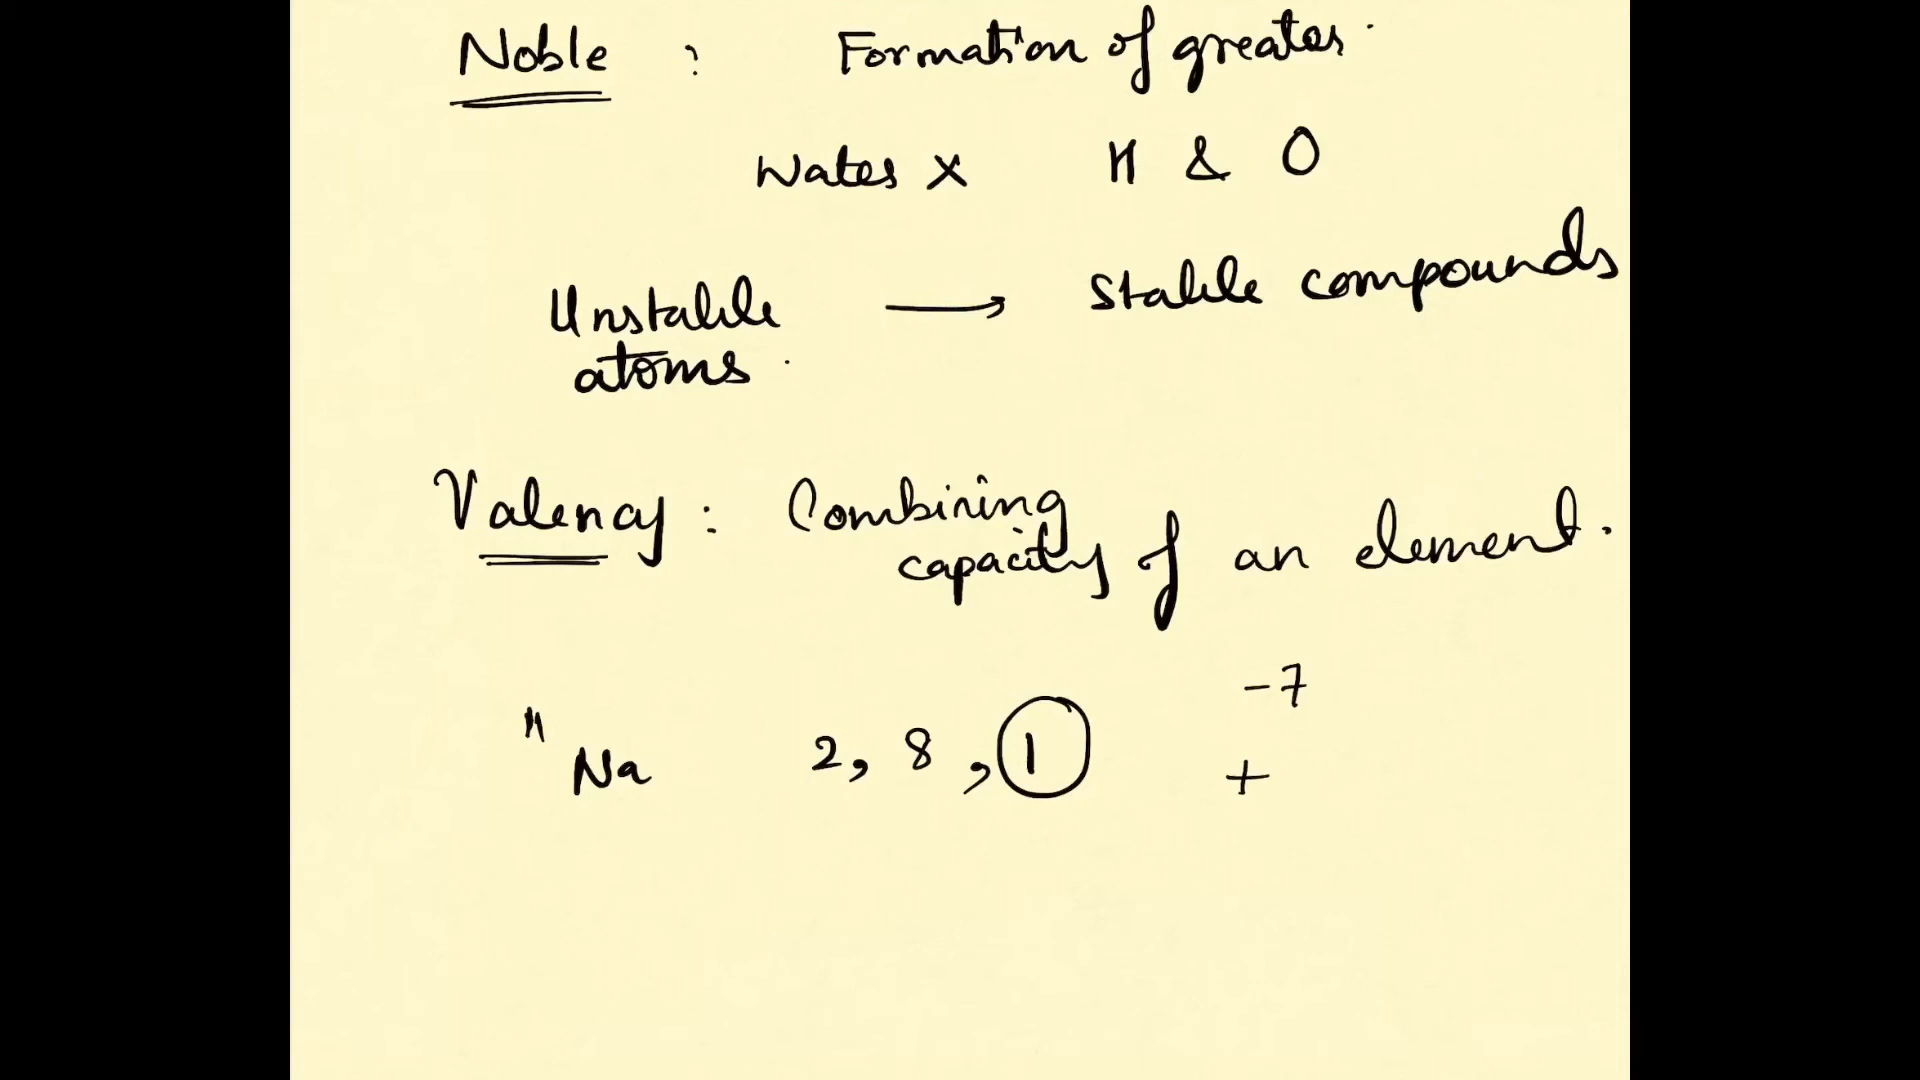 Noble : Formation of greater.
Water × H & O
Unstable → Stable compounds
atoms.
Valency : Combining
capacity of an element.
-7
11 Na 2, 8, 1 +